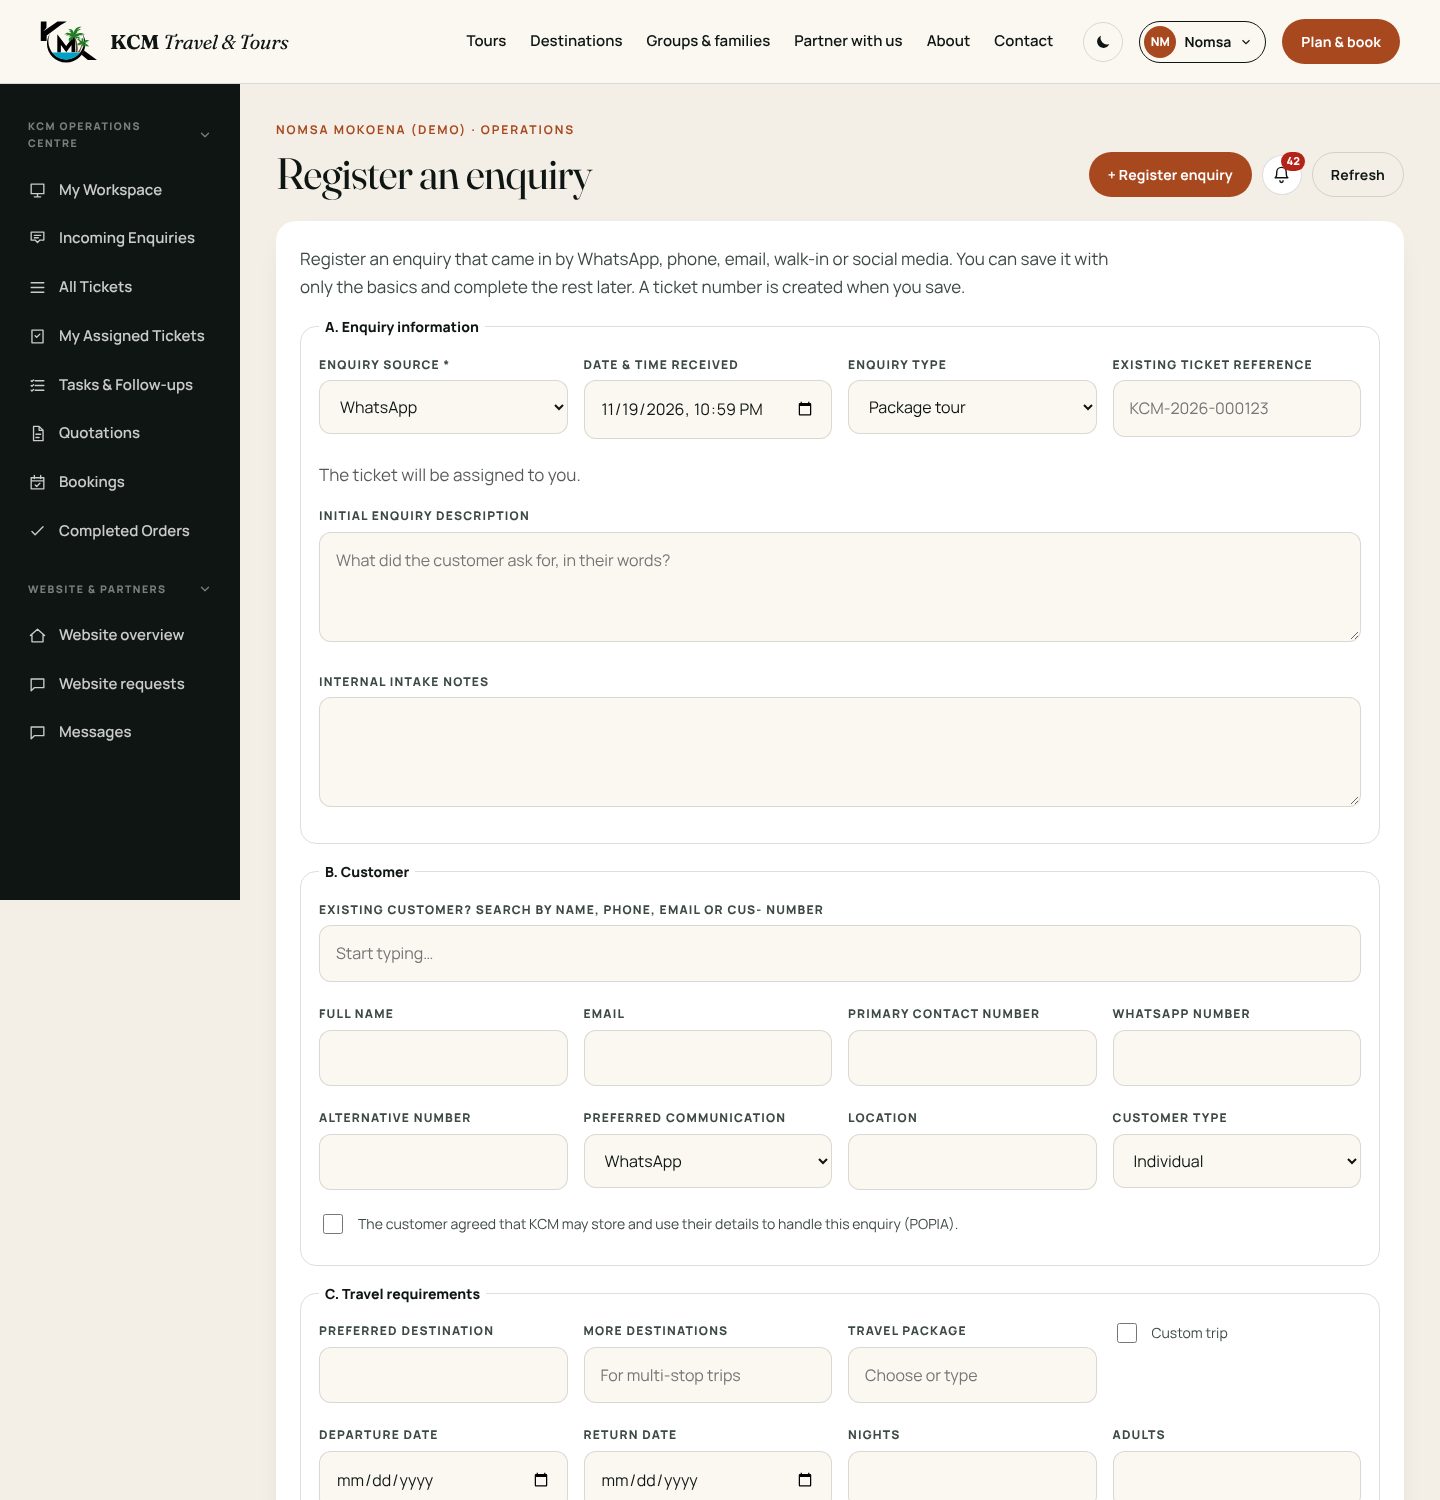 KM
KCM Travel & Tours
Tours
Destinations
Groups & families
Partner with us
About
Contact
NM
Nomsa
Plan & book
KCM OPERATIONS
CENTRE
My Workspace
Incoming Enquiries
All Tickets
My Assigned Tickets
Tasks & Follow-ups
Quotations
Bookings
Completed Orders
WEBSITE & PARTNERS
Website overview
Website requests
Messages
NOMSA MOKOENA (DEMO) · OPERATIONS
Register an enquiry
+ Register enquiry
42
Refresh
Register an enquiry that came in by WhatsApp, phone, email, walk-in or social media. You can save it with
only the basics and complete the rest later. A ticket number is created when you save.
A. Enquiry information
ENQUIRY SOURCE *
DATE & TIME RECEIVED
ENQUIRY TYPE
EXISTING TICKET REFERENCE
WhatsApp
11/19/2026, 10:59 PM
Package tour
KCM-2026-000123
The ticket will be assigned to you.
INITIAL ENQUIRY DESCRIPTION
What did the customer ask for, in their words?
INTERNAL INTAKE NOTES
B. Customer
EXISTING CUSTOMER? SEARCH BY NAME, PHONE, EMAIL OR CUS- NUMBER
Start typing…
FULL NAME
EMAIL
PRIMARY CONTACT NUMBER
WHATSAPP NUMBER
ALTERNATIVE NUMBER
PREFERRED COMMUNICATION
LOCATION
CUSTOMER TYPE
WhatsApp
Individual
The customer agreed that KCM may store and use their details to handle this enquiry (POPIA).
C. Travel requirements
PREFERRED DESTINATION
MORE DESTINATIONS
TRAVEL PACKAGE
Custom trip
For multi-stop trips
Choose or type
DEPARTURE DATE
RETURN DATE
NIGHTS
ADULTS
mm/dd/yyyy
mm/dd/yyyy